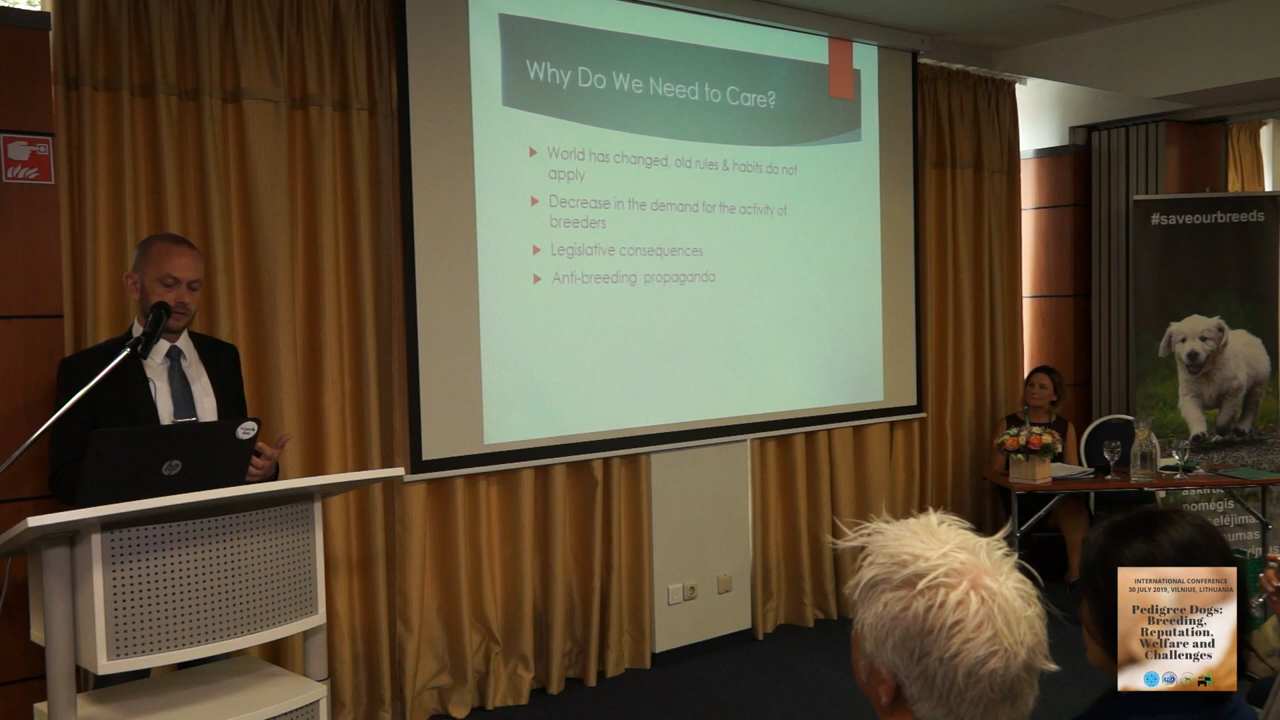 Why Do We Need to Care?
World has changed, old rules & habits do not
apply
Decrease in the demand for the activity of
breeders
Legislative consequences
Anti-breeding propaganda
#saveourbreeds
hp
pomėgis
INTERNATIONAL CONFERENCE
30 JULY 2019, VILNIUS, LITHUANIA
Pedigree Dogs:
Breeding,
Reputation,
Welfare and
Challenges